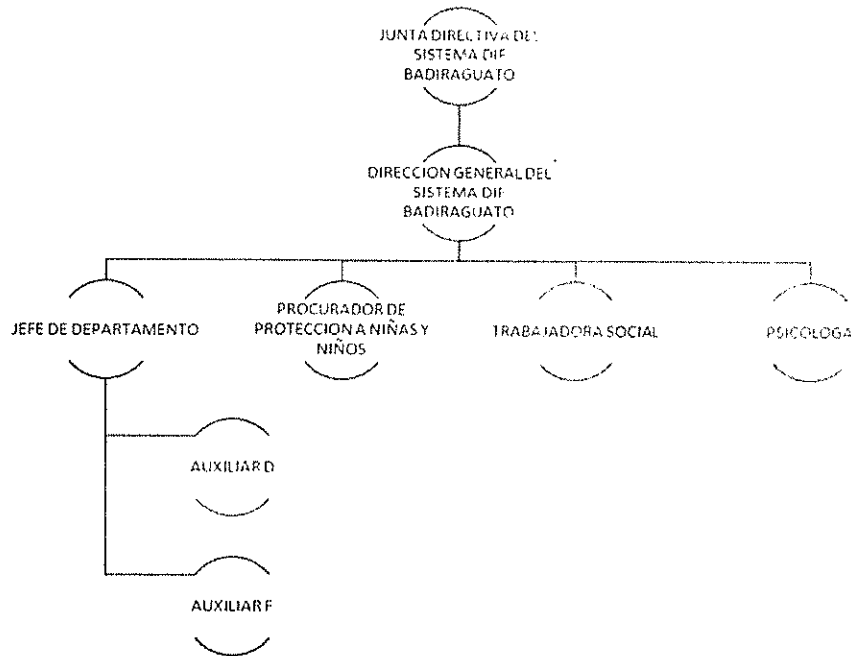 JUNTA DIRECTIVA DEL
SISTEMA DIF
BADIRAGUATO
DIRECCION GENERAL DEL
SISTEMA DIF
BADIRAGUATO
JEFE DE DEPARTAMENTO
PROCURADOR DE
PROTECCION A NIÑAS Y
NIÑOS
TRABAJADORA SOCIAL
PSICOLOGA
AUXILIAR D
AUXILIAR F